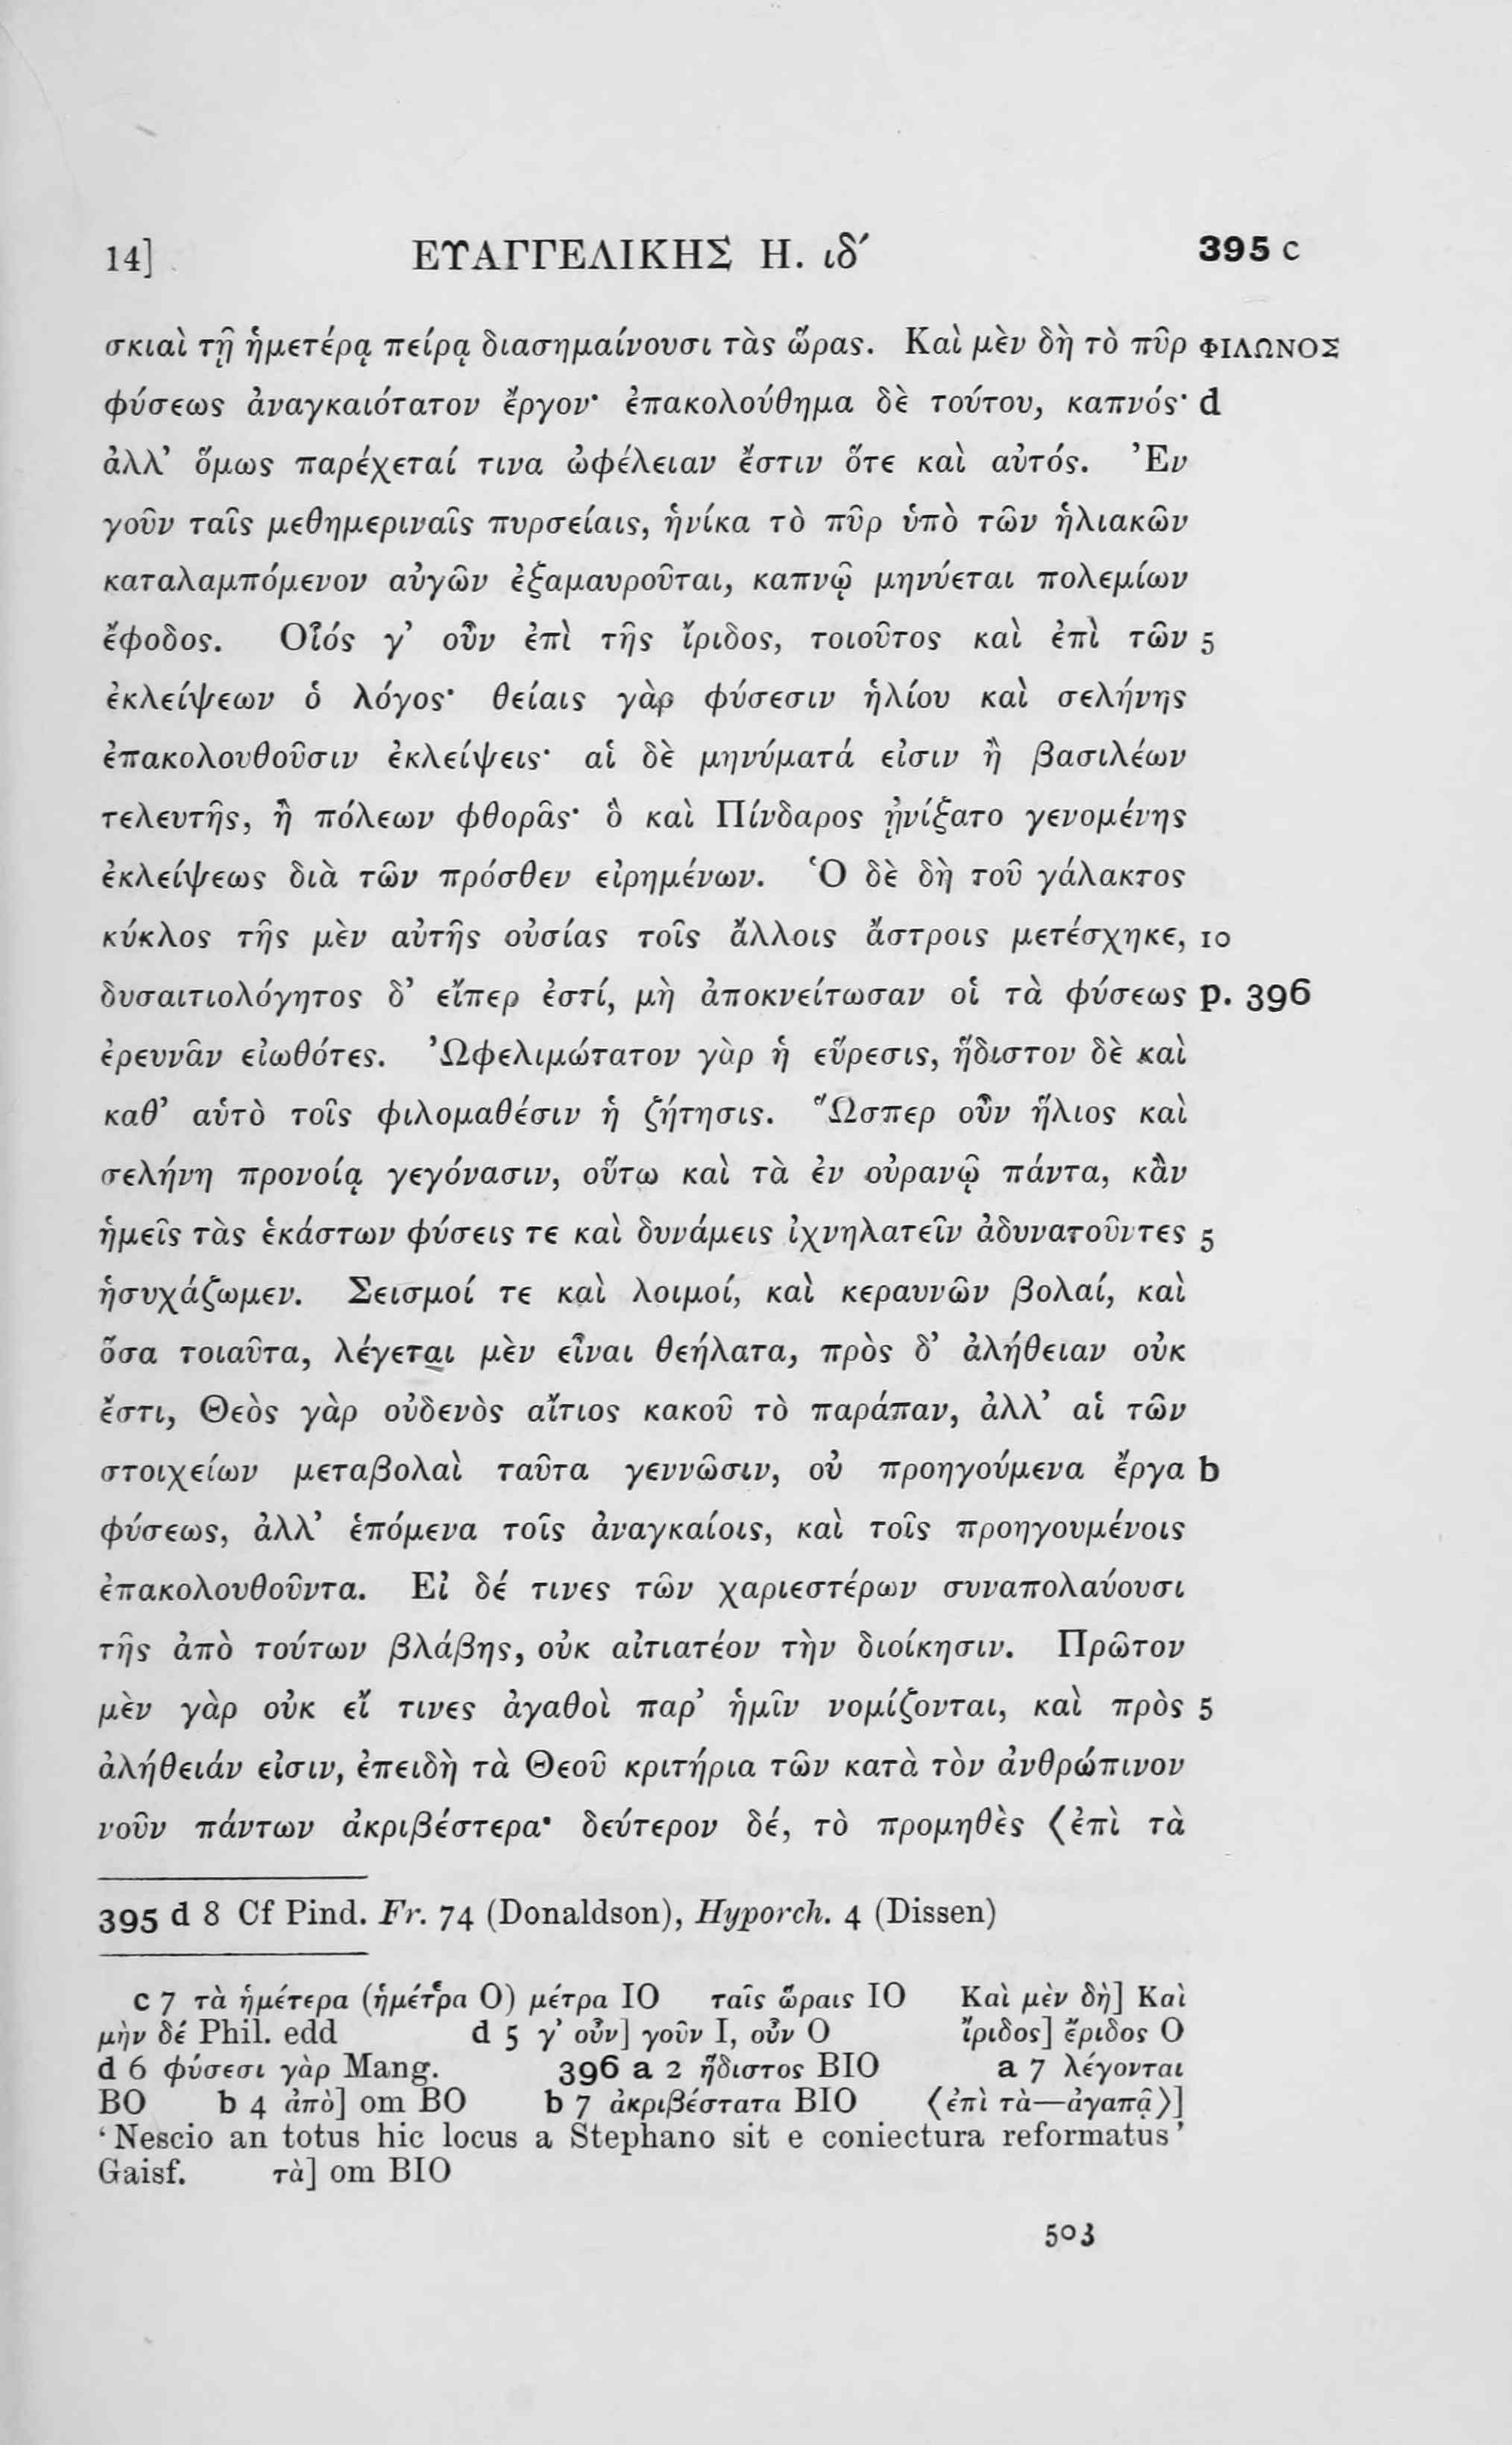 14] ΕΥΑΓΓΕΛΙΚΗΣ Η. ιδʹ 395 c
σκιαὶ τῇ ἡμετέρᾳ πείρᾳ διασημαίνουσι τὰς ὥρας. Καὶ μὲν δὴ τὸ πῦρ ΦΙΛΩΝΟΣ
φύσεως ἀναγκαιότατον ἔργον· ἐπακολούθημα δὲ τούτου, καπνός· d
ἀλλ’ ὅμως παρέχεταί τινα ὠφέλειαν ἔστιν ὅτε καὶ αὐτός. Ἐν
γοῦν ταῖς μεθημεριναῖς πυρσείαις, ἡνίκα τὸ πῦρ ὑπὸ τῶν ἡλιακῶν
καταλαμπόμενον αὐγῶν ἐξαμαυροῦται, καπνῷ μηνύεται πολεμίων
ἔφοδος. Οἷός γ’ οὖν ἐπὶ τῆς ἴριδος, τοιοῦτος καὶ ἐπὶ τῶν 5
ἐκλείψεων ὁ λόγος· θείαις γὰρ φύσεσιν ἡλίου καὶ σελήνης
ἐπακολουθοῦσιν ἐκλείψεις· αἱ δὲ μηνύματά εἰσιν ἢ βασιλέων
τελευτῆς, ἢ πόλεων φθορᾶς· ὃ καὶ Πίνδαρος ᾐνίξατο γενομένης
ἐκλείψεως διὰ τῶν πρόσθεν εἰρημένων. Ὁ δὲ δὴ τοῦ γάλακτος
κύκλος τῆς μὲν αὐτῆς οὐσίας τοῖς ἄλλοις ἄστροις μετέσχηκε, 10
δυσαιτιολόγητος δ’ εἴπερ ἐστί, μὴ ἀποκνείτωσαν οἱ τὰ φύσεως p. 396
ἐρευνᾶν εἰωθότες. Ὠφελιμώτατον γὰρ ἡ εὕρεσις, ἥδιστον δὲ καὶ
καθ’ αὑτὸ τοῖς φιλομαθέσιν ἡ ζήτησις. Ὥσπερ οὖν ἥλιος καὶ
σελήνη προνοίᾳ γεγόνασιν, οὕτω καὶ τὰ ἐν οὐρανῷ πάντα, κἂν
ἡμεῖς τὰς ἑκάστων φύσεις τε καὶ δυνάμεις ἰχνηλατεῖν ἀδυνατοῦντες 5
ἡσυχάζωμεν. Σεισμοί τε καὶ λοιμοί, καὶ κεραυνῶν βολαί, καὶ
ὅσα τοιαῦτα, λέγεται μὲν εἶναι θεήλατα, πρὸς δ’ ἀλήθειαν οὐκ
ἔστι, Θεὸς γὰρ οὐδενὸς αἴτιος κακοῦ τὸ παράπαν, ἀλλ’ αἱ τῶν
στοιχείων μεταβολαὶ ταῦτα γεννῶσιν, οὐ προηγούμενα ἔργα b
φύσεως, ἀλλ’ ἑπόμενα τοῖς ἀναγκαίοις, καὶ τοῖς προηγουμένοις
ἐπακολουθοῦντα. Εἰ δέ τινες τῶν χαριεστέρων συναπολαύουσι
τῆς ἀπὸ τούτων βλάβης, οὐκ αἰτιατέον τὴν διοίκησιν. Πρῶτον
μὲν γὰρ οὐκ εἴ τινες ἀγαθοὶ παρ’ ἡμῖν νομίζονται, καὶ πρὸς 5
ἀλήθειάν εἰσιν, ἐπειδὴ τὰ Θεοῦ κριτήρια τῶν κατὰ τὸν ἀνθρώπινον
νοῦν πάντων ἀκριβέστερα· δεύτερον δέ, τὸ προμηθὲς ⟨ἐπὶ τὰ
395 d 8 Cf Pind. Fr. 74 (Donaldson), Hyporch. 4 (Dissen)
c 7 τὰ ἡμέτερα (ἡμέτρα O) μέτρα IO ταῖς ὥραις IO Καὶ μὲν δὴ] Καὶ
μὴν δέ Phil. edd d 5 γ’ οὖν] γοῦν I, οὖν O ἴριδος] ἔριδος O
d 6 φύσεσι γὰρ Mang. 396 a 2 ἥδιστος BIO a 7 λέγονται
BO b 4 ἀπὸ] om BO b 7 ἀκριβέστατα BIO ⟨ἐπὶ τὰ—ἀγαπᾷ⟩]
‘Nescio an totus hic locus a Stephano sit e coniectura reformatus’
Gaisf. τὰ] om BIO
503